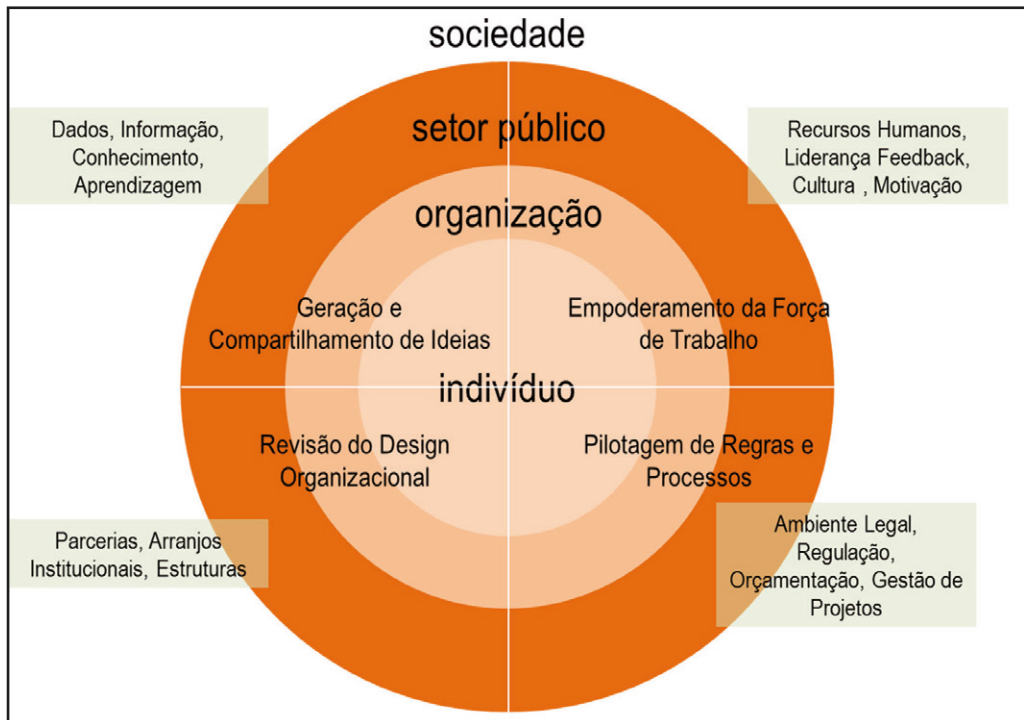 sociedade
setor público
Dados, Informação,
Conhecimento,
Aprendizagem
Recursos Humanos,
Liderança Feedback,
Cultura , Motivação
organização
Geração e
Compartilhamento de Ideias
Empoderamento da Força
de Trabalho
indivíduo
Revisão do Design
Organizacional
Pilotagem de Regras e
Processos
Parcerias, Arranjos
Institucionais, Estruturas
Ambiente Legal,
Regulação,
Orçamentação, Gestão de
Projetos